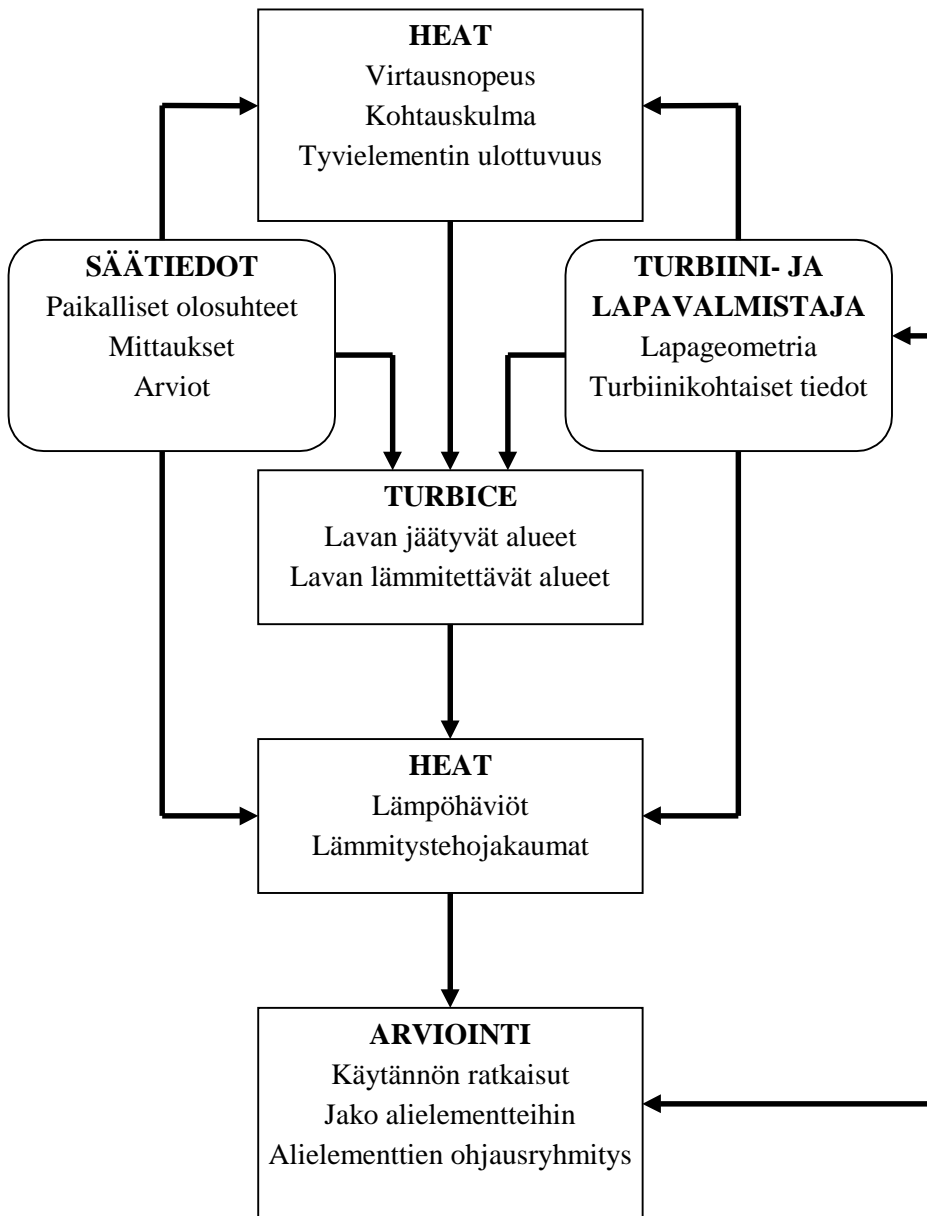 HEAT
Virtausnopeus
Kohtauskulma
Tyvielementin ulottuvuus
SÄÄTIEDOT
Paikalliset olosuhteet
Mittaukset
Arviot
TURBIINI- JA
LAPAVALMISTAJA
Lapageometria
Turbiinikohtaiset tiedot
TURBICE
Lavan jäätyvät alueet
Lavan lämmitettävät alueet
HEAT
Lämpöhäviöt
Lämmitystehojakaumat
ARVIOINTI
Käytännön ratkaisut
Jako alielementteihin
Alielementtien ohjausryhmitys